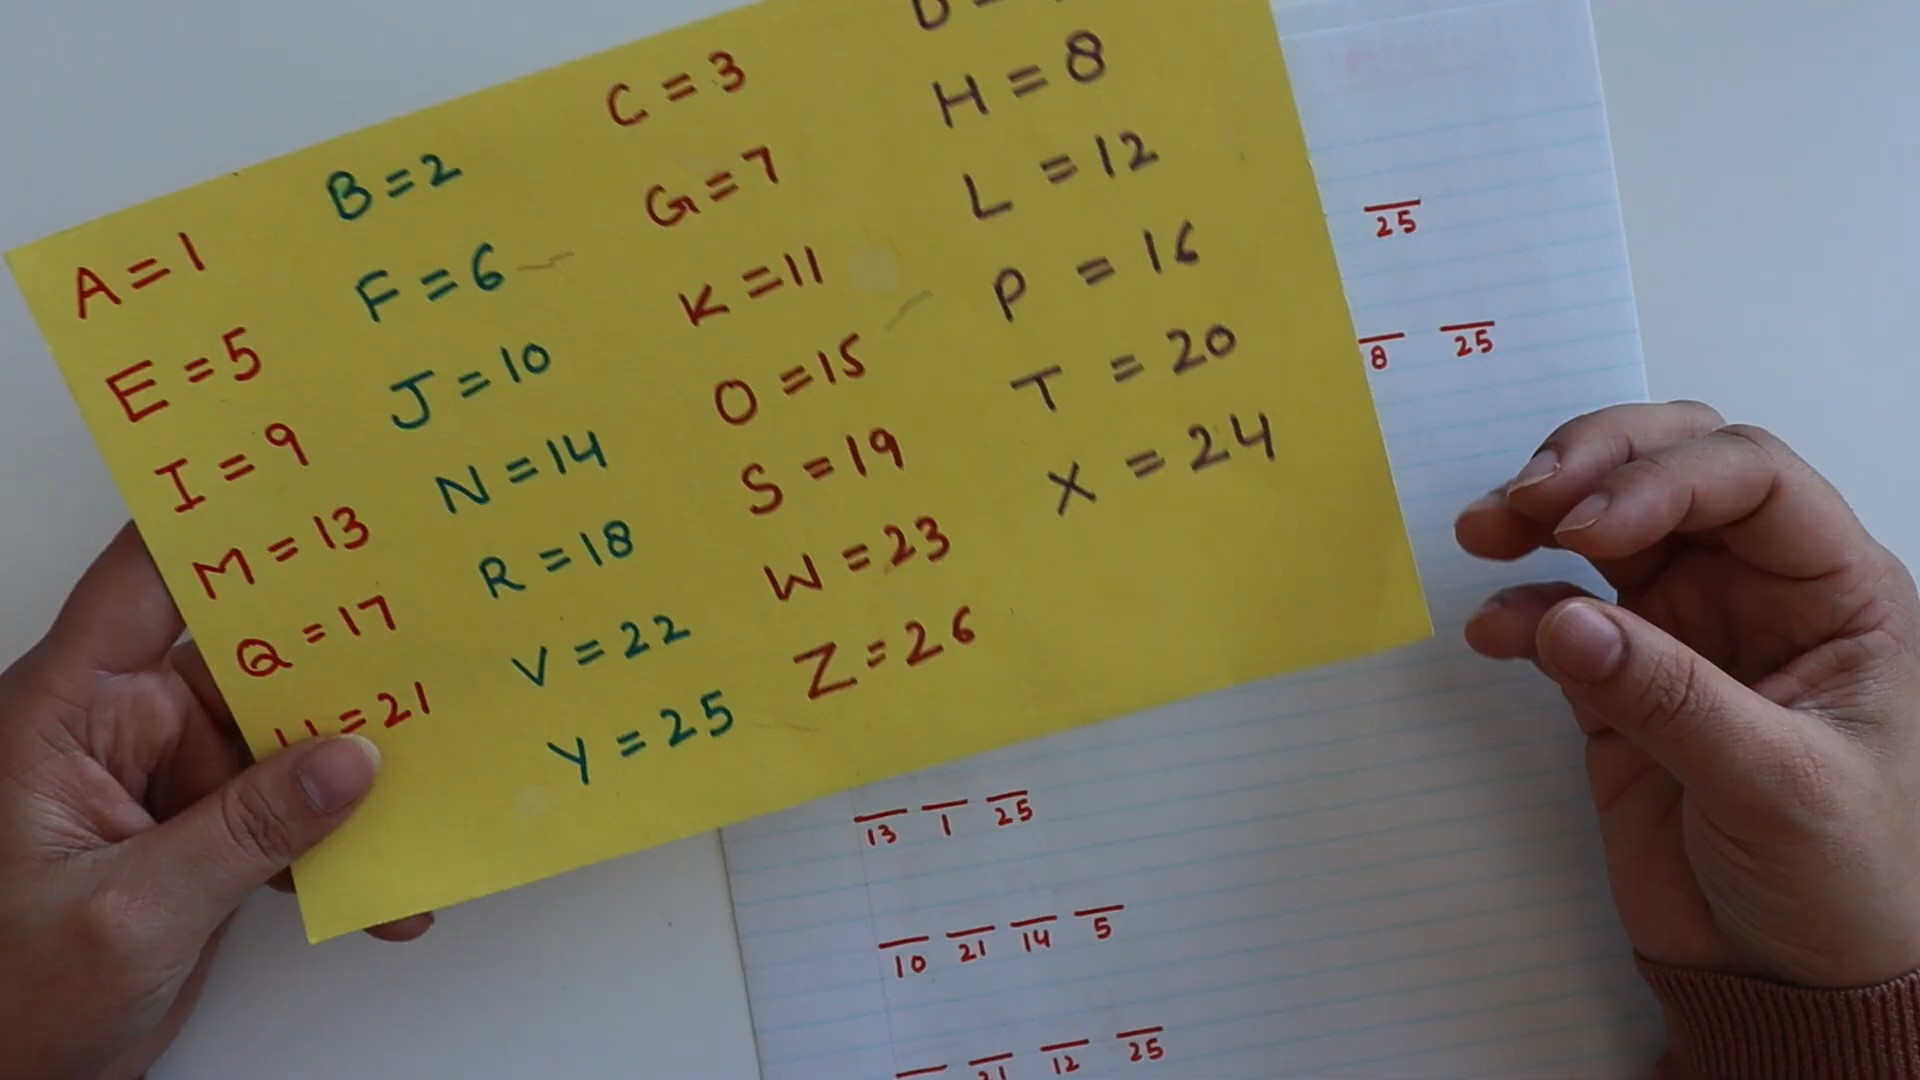 A = 1 B = 2 C = 3
E = 5 F = 6 G = 7 H = 8
I = 9 J = 10 K = 11 L = 12
M = 13 N = 14 O = 15 P = 16
Q = 17 R = 18 S = 19 T = 20
U = 21 V = 22 W = 23 X = 24
Y = 25 Z = 26
25
8 25
13 1 25
10 21 14 5
21 12 25